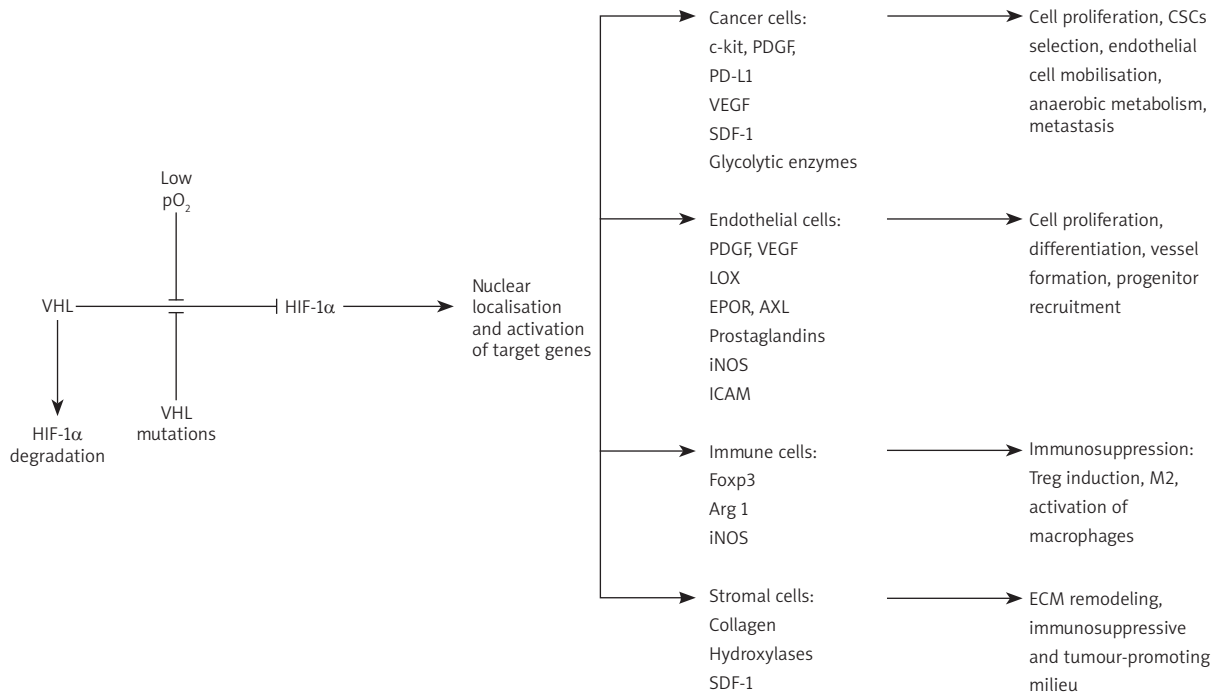 Low
pO2
VHL
HIF-1α
HIF-1α
degradation
VHL
mutations
Nuclear
localisation
and activation
of target genes
Cancer cells:
c-kit, PDGF,
PD-L1
VEGF
SDF-1
Glycolytic enzymes
Cell proliferation, CSCs
selection, endothelial
cell mobilisation,
anaerobic metabolism,
metastasis
Endothelial cells:
PDGF, VEGF
LOX
EPOR, AXL
Prostaglandins
iNOS
ICAM
Cell proliferation,
differentiation, vessel
formation, progenitor
recruitment
Immune cells:
Foxp3
Arg 1
iNOS
Immunosuppression:
Treg induction, M2,
activation of
macrophages
Stromal cells:
Collagen
Hydroxylases
SDF-1
ECM remodeling,
immunosuppressive
and tumour-promoting
milieu